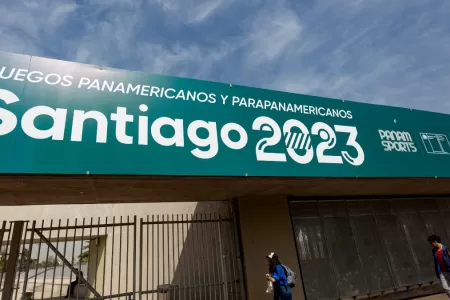 UEGOS PANAMERICANOS Y PARAPANAMERICANOS
Santiago 2023
PANAM
SPORTS